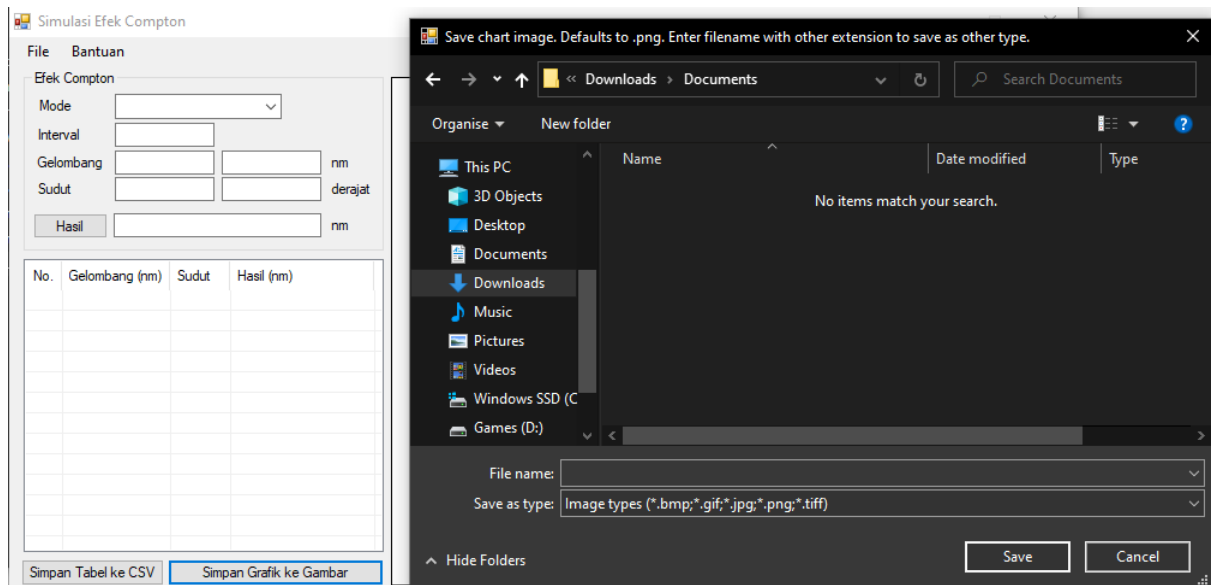 Simulasi Efek Compton
File Bantuan
Efek Compton
Mode
Interval
Gelombang nm
Sudut derajat
Hasil nm
No. Gelombang (nm) Sudut Hasil (nm)
Simpan Tabel ke CSV Simpan Grafik ke Gambar
Save chart image. Defaults to .png. Enter filename with other extension to save as other type.
« Downloads > Documents Search Documents
Organise New folder
This PC
3D Objects
Desktop
Documents
Downloads
Music
Pictures
Videos
Windows SSD (C
Games (D:)
Name Date modified Type
No items match your search.
File name:
Save as type: Image types (*.bmp;*.gif;*.jpg;*.png;*.tiff)
Hide Folders Save Cancel